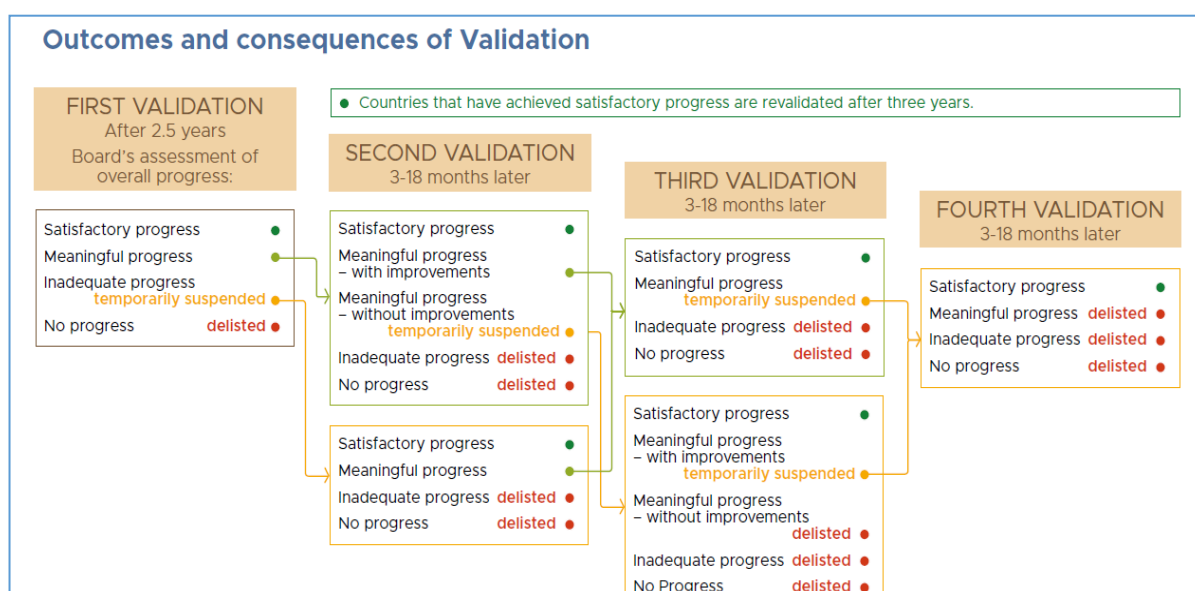 Outcomes and consequences of Validation
FIRST VALIDATION
After 2.5 years
Board's assessment of
overall progress:
Countries that have achieved satisfactory progress are revalidated after three years.
SECOND VALIDATION
3-18 months later
THIRD VALIDATION
3-18 months later
FOURTH VALIDATION
3-18 months later
Satisfactory progress
Meaningful progress
Inadequate progress
temporarily suspended
No progress delisted
Satisfactory progress
Meaningful progress
– with improvements
Meaningful progress
– without improvements
temporarily suspended
Inadequate progress delisted
No progress delisted
Satisfactory progress
Meaningful progress
Inadequate progress delisted
No progress delisted
Satisfactory progress
Meaningful progress
temporarily suspended
Inadequate progress delisted
No progress delisted
Satisfactory progress
Meaningful progress
– with improvements
temporarily suspended
Meaningful progress
– without improvements
delisted
Inadequate progress delisted
No Progress delisted
Satisfactory progress
Meaningful progress delisted
Inadequate progress delisted
No progress delisted